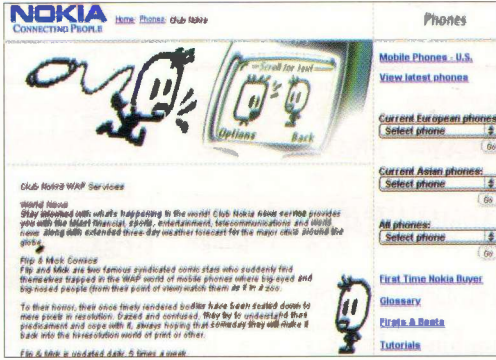 NOKIA
CONNECTING PEOPLE
Home Phones Club Nokia
Phones
Scroll for text
Options Back
Mobile Phones - U.S.
View latest phones
Current European phones
Select phone
Go
Current Asian phones:
Select phone
Go
All phones:
Select phone
Go
First Time Nokia Buyer
Glossary
Firsts & Bests
Tutorials
Club Nokia WAP Services
World News
Stay informed with what's happening in the world! Club Nokia news service provides
you with the latest financial, sports, entertainment, telecommunications and world
news along with extended three-day weather forecast for the major cities around the
globe.
Flip & Mick Comics
Flip and Mick are two famous syndicated comic stars who suddenly find
themselves trapped in the WAP world of mobile phones where big-eyed and
big-nosed people (from their point of view) watch them as if in a zoo.
To their horror, their once finely rendered bodies have been scaled down to
mere pixels in resolution. Dazed and confused, they try to understand their
predicament and cope with it, always hoping that someday they will make it
back into the hi-resolution world of print or other.
Flip & Mick is updated daily, 5 times a week